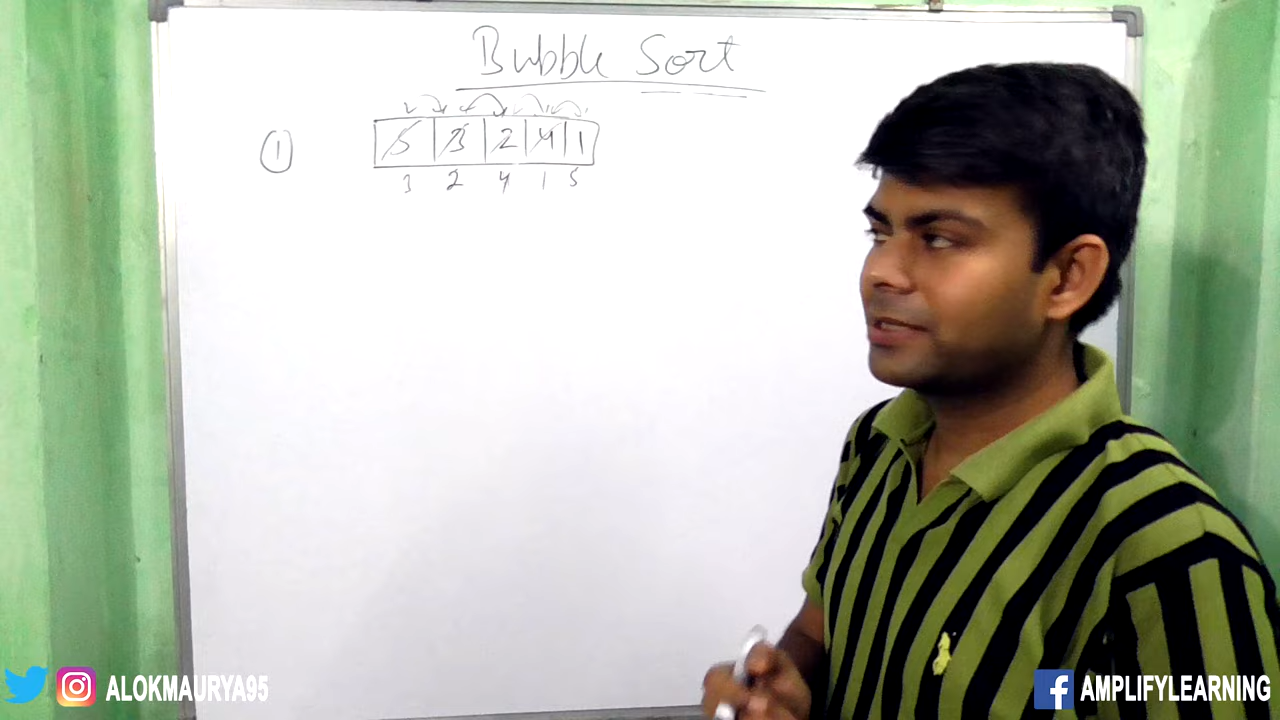 Bubble Sort
① 5 3 2 4 1
3 2 4 1 5
ALOKMAURYA95
AMPLIFYLEARNING